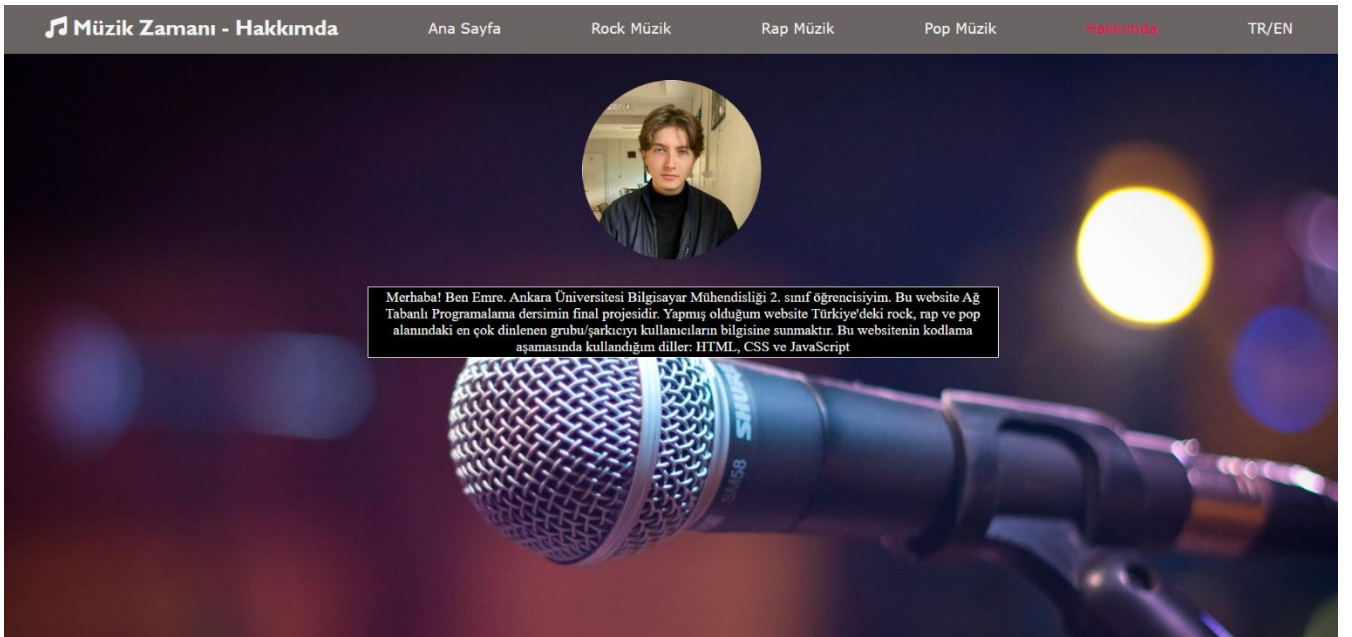 Müzik Zamanı - Hakkımda
Ana Sayfa
Rock Müzik
Rap Müzik
Pop Müzik
Hakkımda
TR/EN
Merhaba! Ben Emre. Ankara Üniversitesi Bilgisayar Mühendisliği 2. sınıf öğrencisiyim. Bu website Ağ
Tabanlı Programalama dersimin final projesidir. Yapmış olduğum website Türkiye'deki rock, rap ve pop
alanındaki en çok dinlenen grubu/şarkıcıyı kullanıcıların bilgisine sunmaktır. Bu websitenin kodlama
aşamasında kullandığım diller: HTML, CSS ve JavaScript
SHURE
SM58